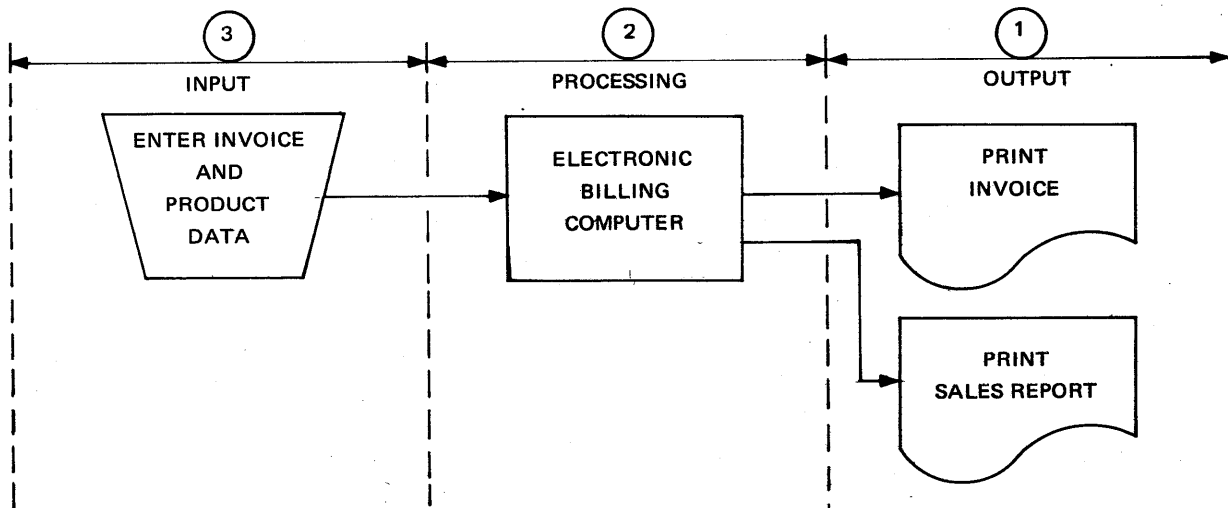 3
INPUT
ENTER INVOICE
AND
PRODUCT
DATA
2
PROCESSING
ELECTRONIC
BILLING
COMPUTER
1
OUTPUT
PRINT
INVOICE
PRINT
SALES REPORT